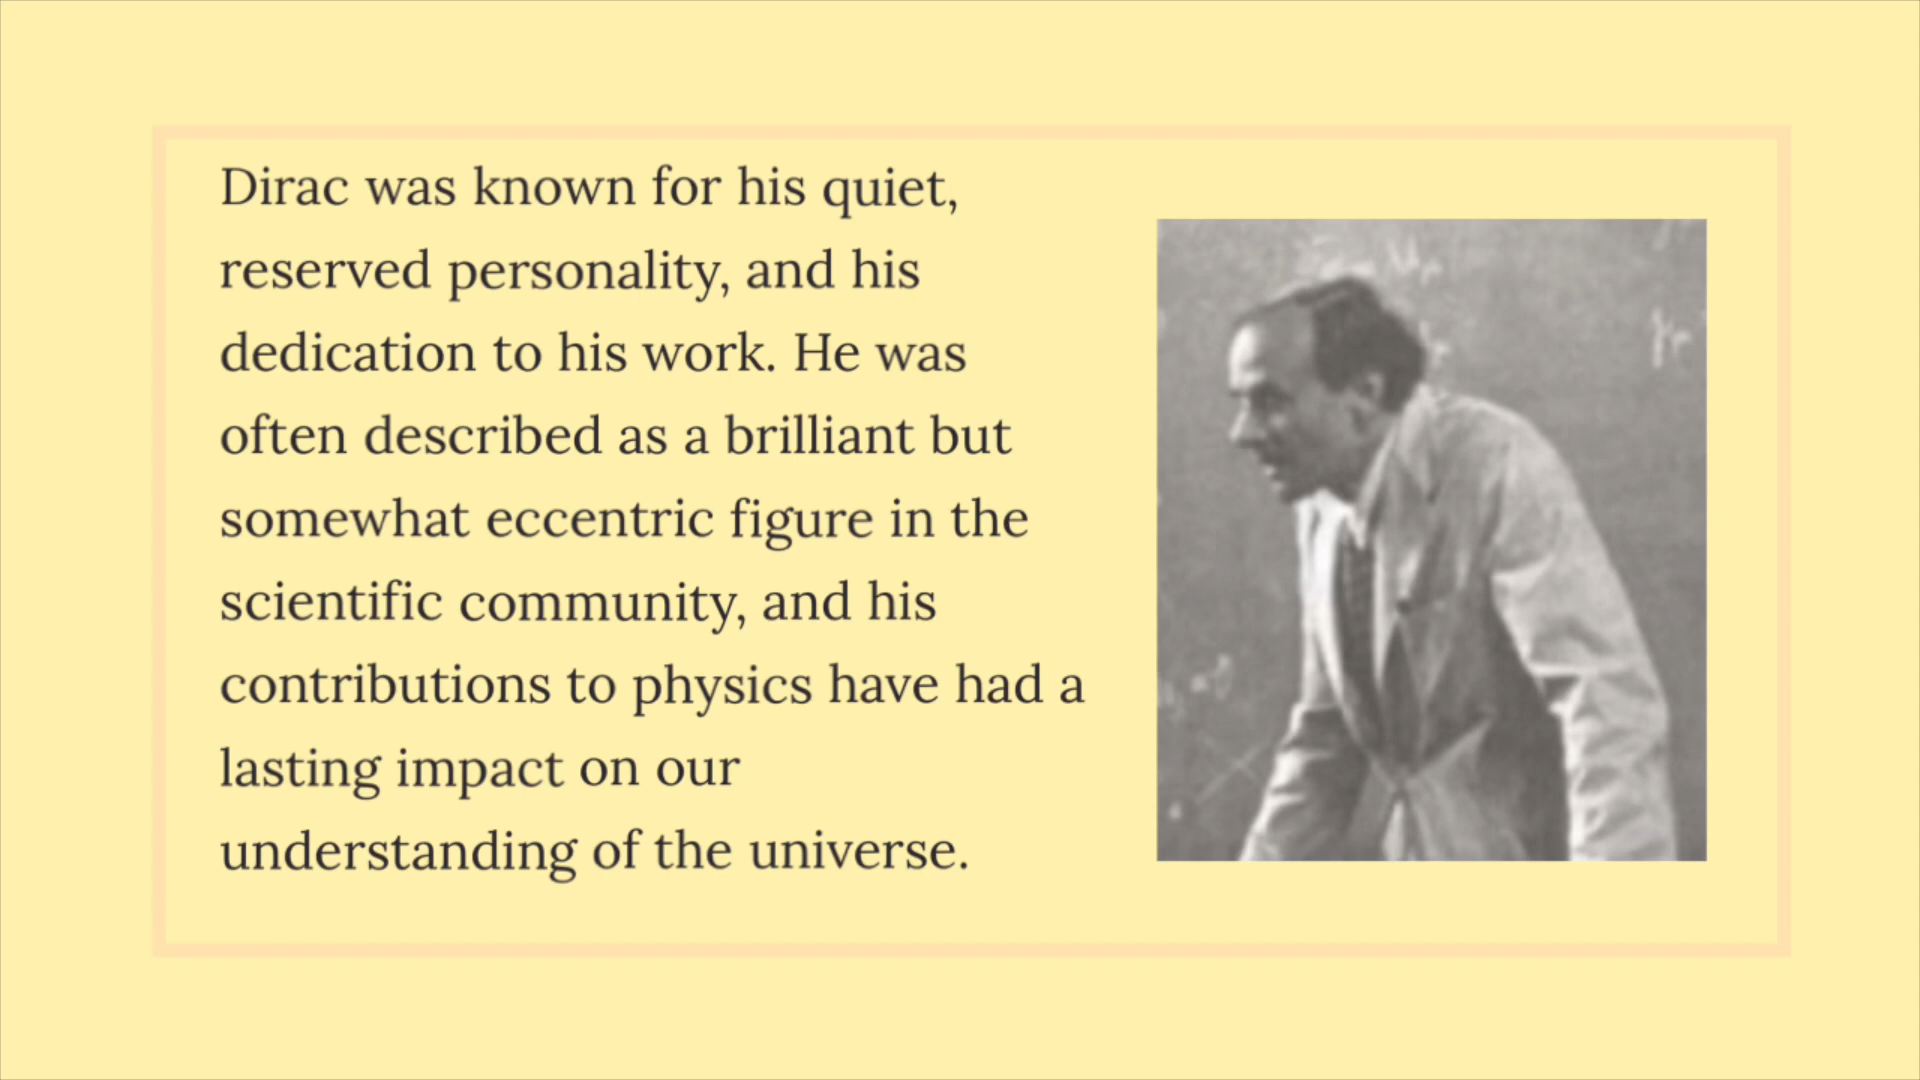 Dirac was known for his quiet,
reserved personality, and his
dedication to his work. He was
often described as a brilliant but
somewhat eccentric figure in the
scientific community, and his
contributions to physics have had a
lasting impact on our
understanding of the universe.